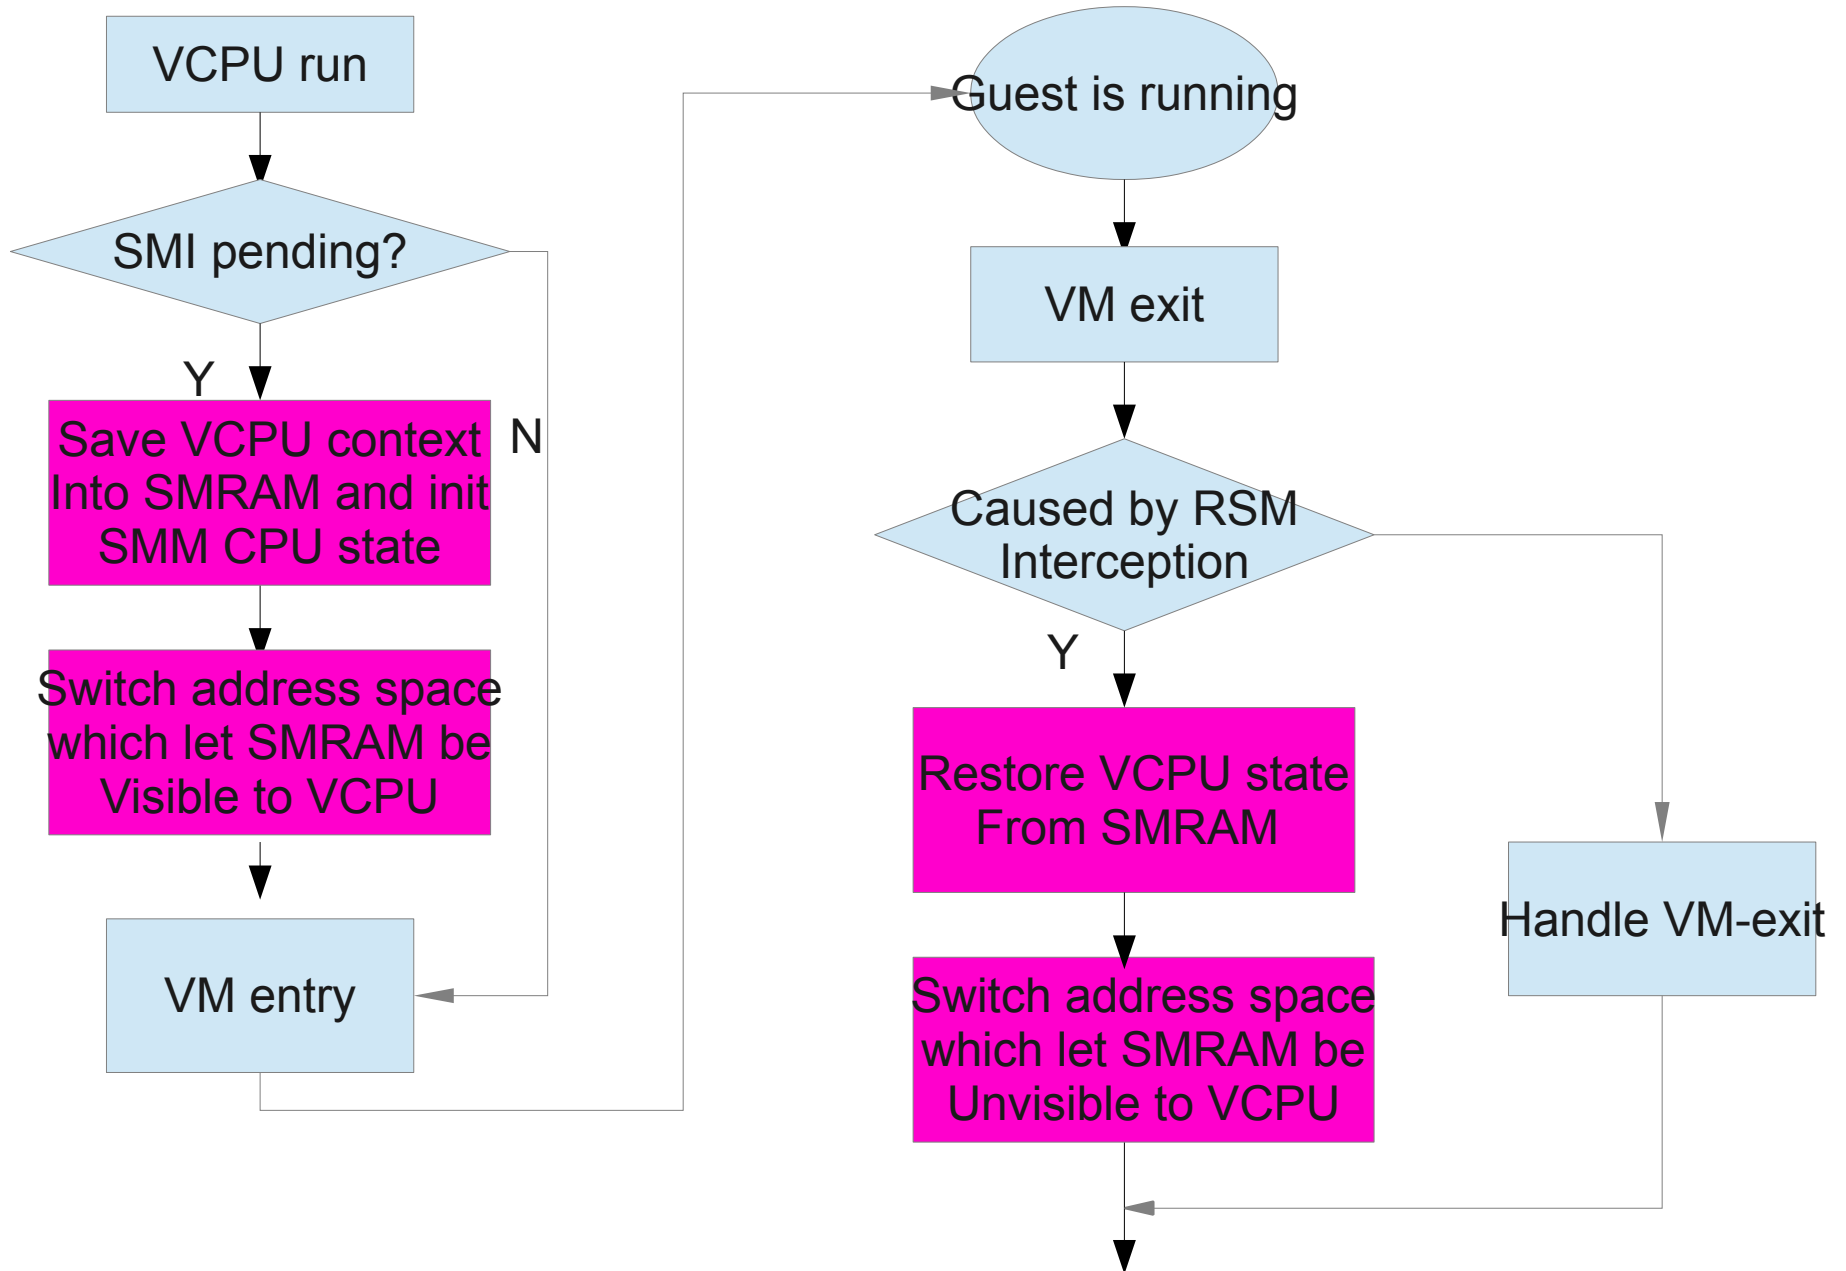 VCPU run
SMI pending?
Y
N
Save VCPU context
Into SMRAM and init
SMM CPU state
Switch address space
which let SMRAM be
Visible to VCPU
VM entry
Guest is running
VM exit
Caused by RSM
Interception
Y
Restore VCPU state
From SMRAM
Handle VM-exit
Switch address space
which let SMRAM be
Unvisible to VCPU